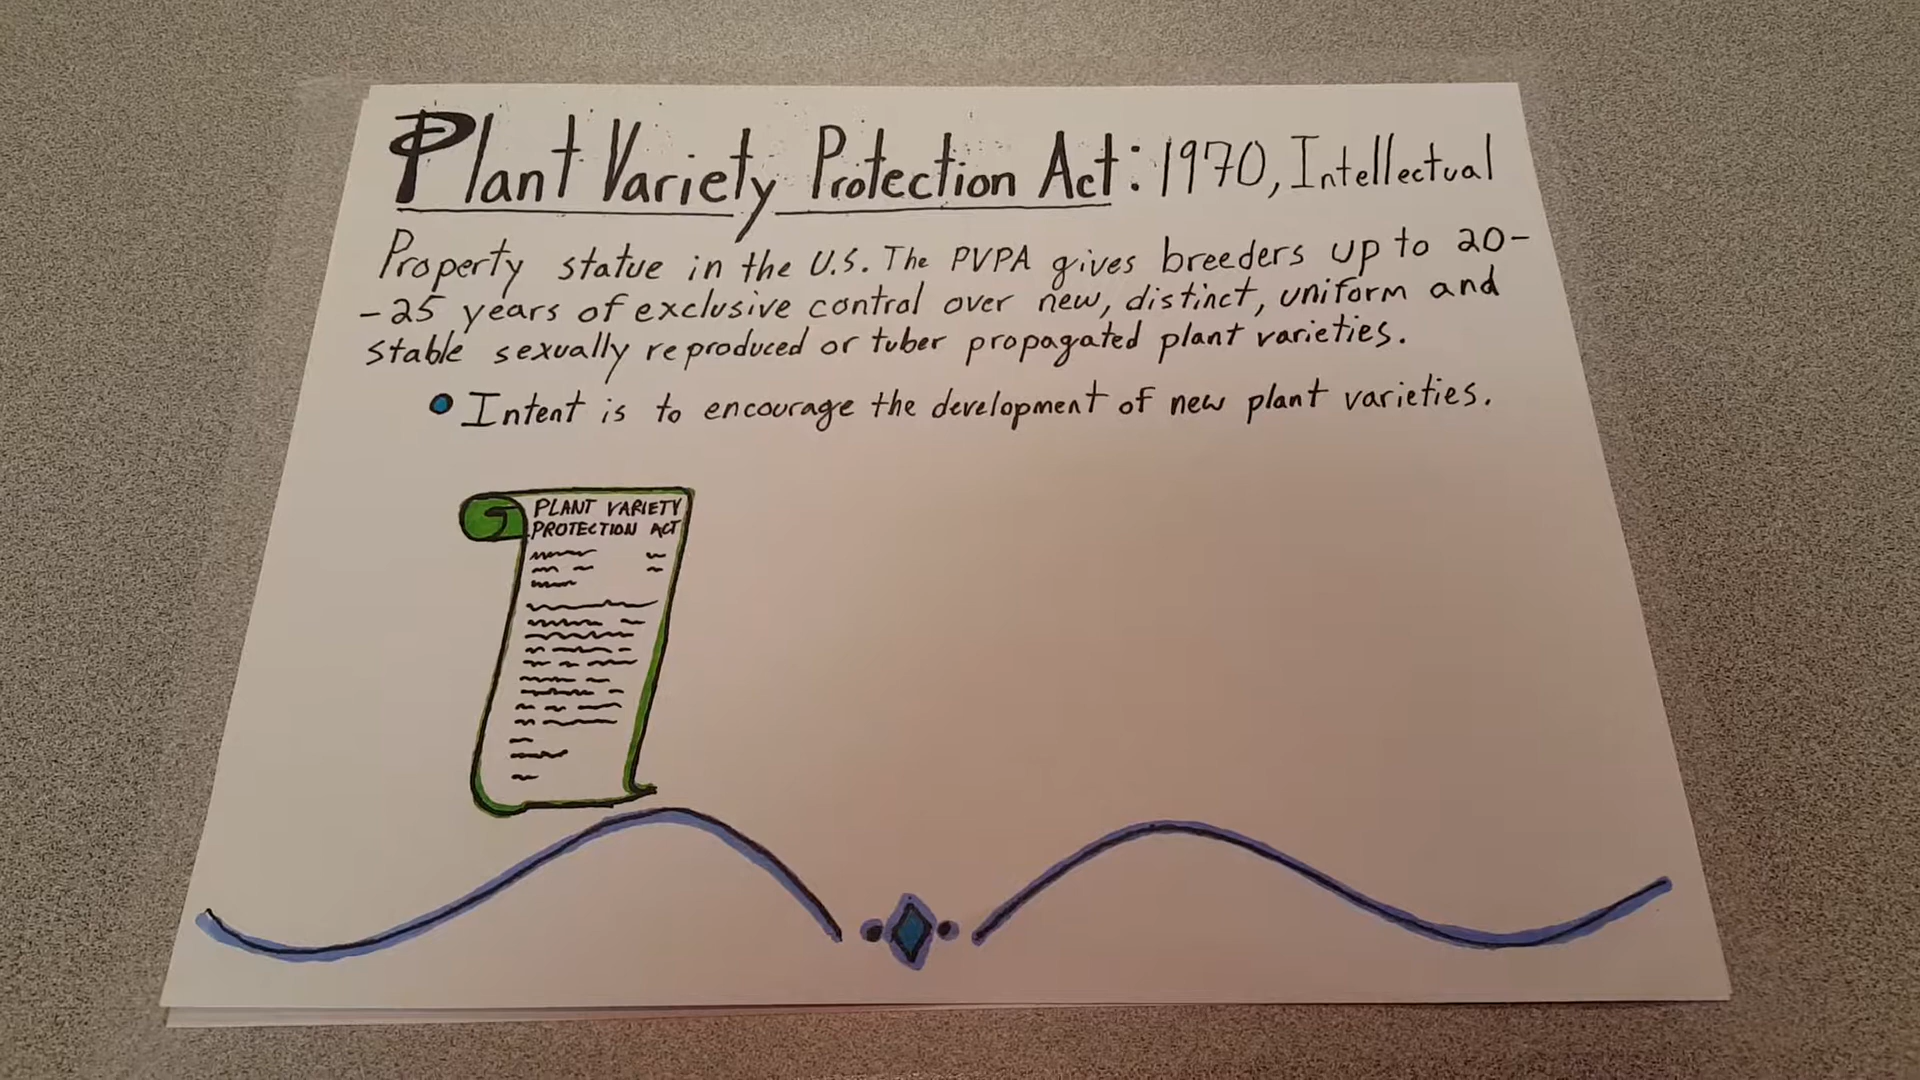 Plant Variety Protection Act: 1970, Intellectual
Property statue in the U.S. The PVPA gives breeders up to 20-
-25 years of exclusive control over new, distinct, uniform and
stable sexually reproduced or tuber propagated plant varieties.
Intent is to encourage the development of new plant varieties.
PLANT VARIETY
PROTECTION ACT